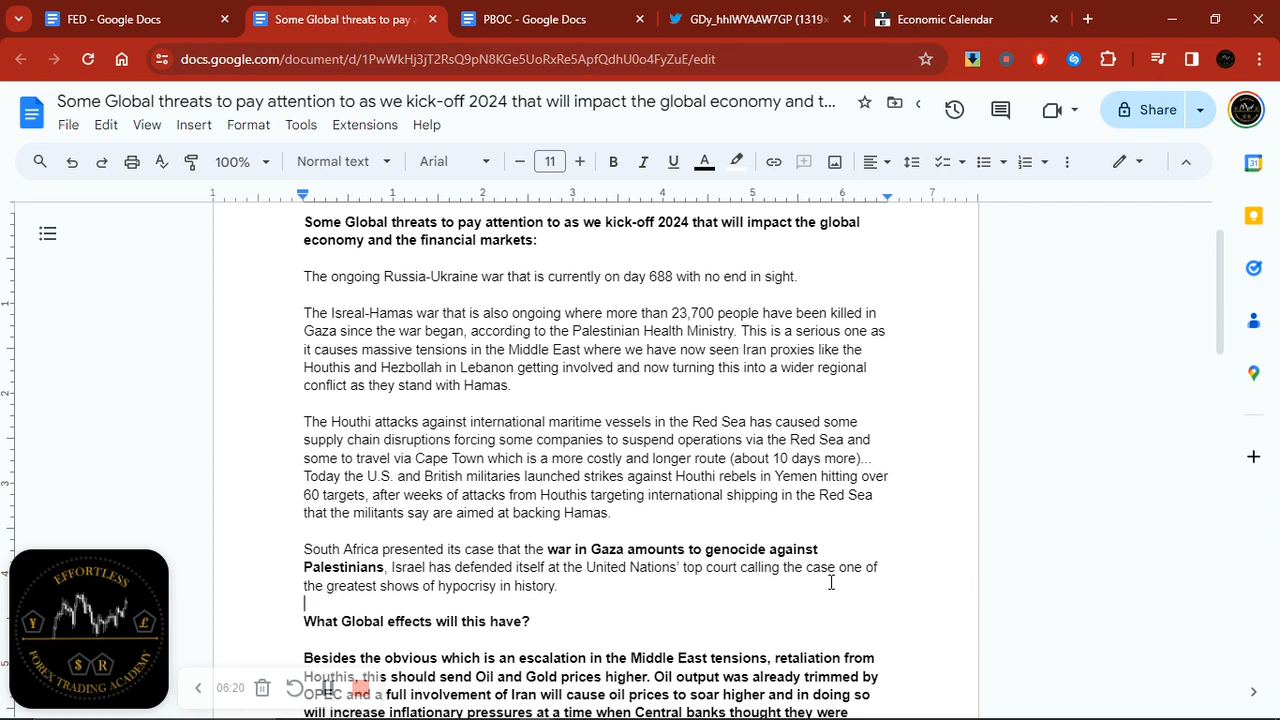 FED - Google Docs
Some Global threats to pay a
PBOC - Google Docs
GDy_hhlWYAAW7GP (1319×
Economic Calendar
docs.google.com/document/d/1PwWkHj3jT2RsQ9pN8KGe5UoRxRe5ApfQdhU0o4FyZuE/edit
Some Global threats to pay attention to as we kick-off 2024 that will impact the global economy and t...
Share
File Edit View Insert Format Tools Extensions Help
100% Normal text Arial 11 B I U A
1 1 2 3 4 5 6 7
Some Global threats to pay attention to as we kick-off 2024 that will impact the global
economy and the financial markets:
The ongoing Russia-Ukraine war that is currently on day 688 with no end in sight.
The Isreal-Hamas war that is also ongoing where more than 23,700 people have been killed in
Gaza since the war began, according to the Palestinian Health Ministry. This is a serious one as
it causes massive tensions in the Middle East where we have now seen Iran proxies like the
Houthis and Hezbollah in Lebanon getting involved and now turning this into a wider regional
conflict as they stand with Hamas.
The Houthi attacks against international maritime vessels in the Red Sea has caused some
supply chain disruptions forcing some companies to suspend operations via the Red Sea and
some to travel via Cape Town which is a more costly and longer route (about 10 days more)...
Today the U.S. and British militaries launched strikes against Houthi rebels in Yemen hitting over
60 targets, after weeks of attacks from Houthis targeting international shipping in the Red Sea
that the militants say are aimed at backing Hamas.
South Africa presented its case that the war in Gaza amounts to genocide against
Palestinians, Israel has defended itself at the United Nations' top court calling the case one of
the greatest shows of hypocrisy in history.
What Global effects will this have?
Besides the obvious which is an escalation in the Middle East tensions, retaliation from
Houthis, this should send Oil and Gold prices higher. Oil output was already trimmed by
OPEC and a full involvement of Iran will cause oil prices to soar higher and in doing so
will increase inflationary pressures at a time when Central banks thought they were
EFFORTLESS
¥ £
$ R
FOREX TRADING ACADEMY
06:20